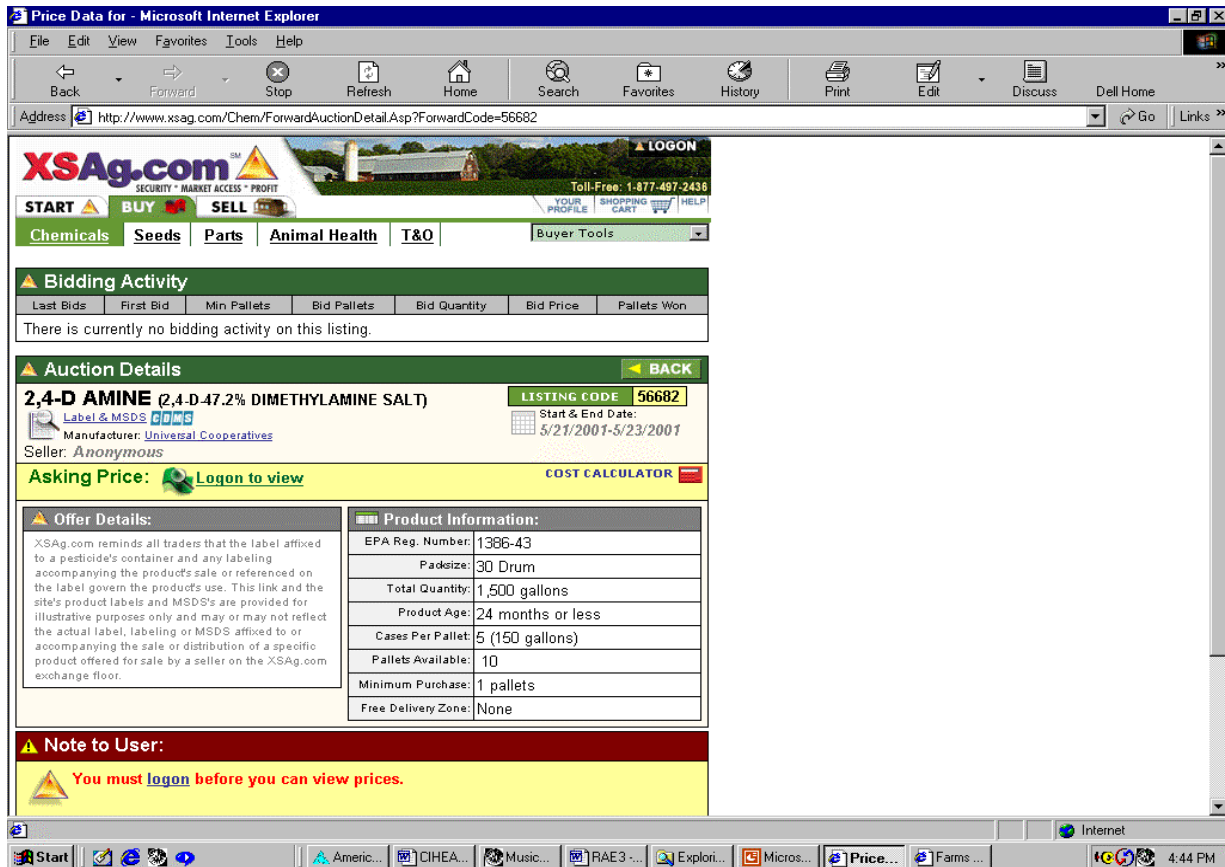 Price Data for - Microsoft Internet Explorer
File Edit View Favorites Tools Help
Back Forward Stop Refresh Home Search Favorites History Print Edit Discuss Dell Home
Address http://www.xsag.com/Chem/ForwardAuctionDetail.Asp?ForwardCode=56682 Go Links
XSAg.com SM LOGON
SECURITY * MARKET ACCESS * PROFIT Toll-Free: 1-877-497-2436
START BUY SELL YOUR PROFILE SHOPPING CART HELP
Chemicals Seeds Parts Animal Health T&O Buyer Tools
Bidding Activity
Last Bids First Bid Min Pallets Bid Pallets Bid Quantity Bid Price Pallets Won
There is currently no bidding activity on this listing.
Auction Details BACK
2,4-D AMINE (2,4-D-47.2% DIMETHYLAMINE SALT) LISTING CODE 56682
Label & MSDS CDMS Start & End Date:
Manufacturer: Universal Cooperatives 5/21/2001-5/23/2001
Seller: Anonymous
Asking Price: Logon to view COST CALCULATOR
Offer Details:
XSAg.com reminds all traders that the label affixed
to a pesticide's container and any labeling
accompanying the product's sale or referenced on
the label govern the product's use. This link and the
site's product labels and MSDS's are provided for
illustrative purposes only and may or may not reflect
the actual label, labeling or MSDS affixed to or
accompanying the sale or distribution of a specific
product offered for sale by a seller on the XSAg.com
exchange floor.
Product Information:
EPA Reg. Number: 1386-43
Packsize: 30 Drum
Total Quantity: 1,500 gallons
Product Age: 24 months or less
Cases Per Pallet: 5 (150 gallons)
Pallets Available: 10
Minimum Purchase: 1 pallets
Free Delivery Zone: None
Note to User:
You must logon before you can view prices.
Internet
Start Americ... CIHEA... Music... RAE3 -... Explori... Micros... Price... Farms ... 4:44 PM